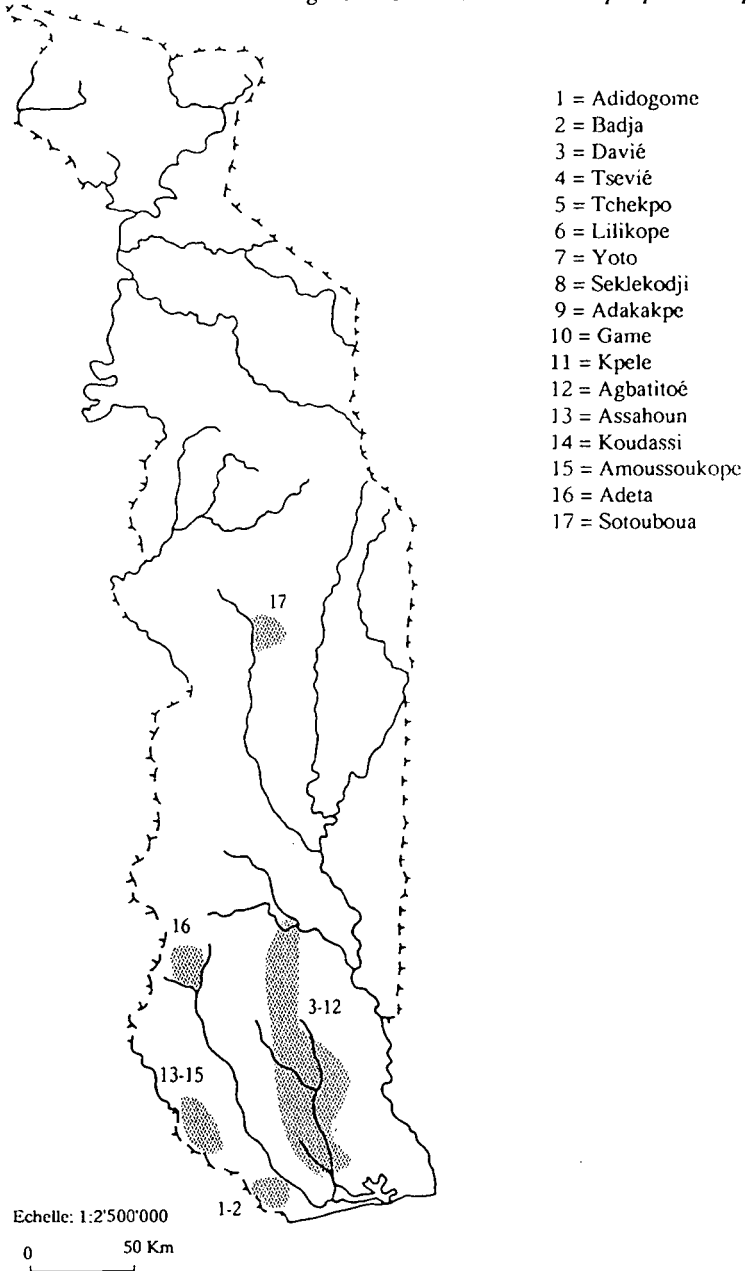 1 = Adidogome
2 = Badja
3 = Davié
4 = Tsevié
5 = Tchekpo
6 = Lilikope
7 = Yoto
8 = Seklekodji
9 = Adakakpe
10 = Game
11 = Kpele
12 = Agbatitoé
13 = Assahoun
14 = Koudassi
15 = Amoussoukope
16 = Adeta
17 = Sotouboua
17
16
3-12
13-15
1-2
Echelle: 1:2'500'000
0 50 Km